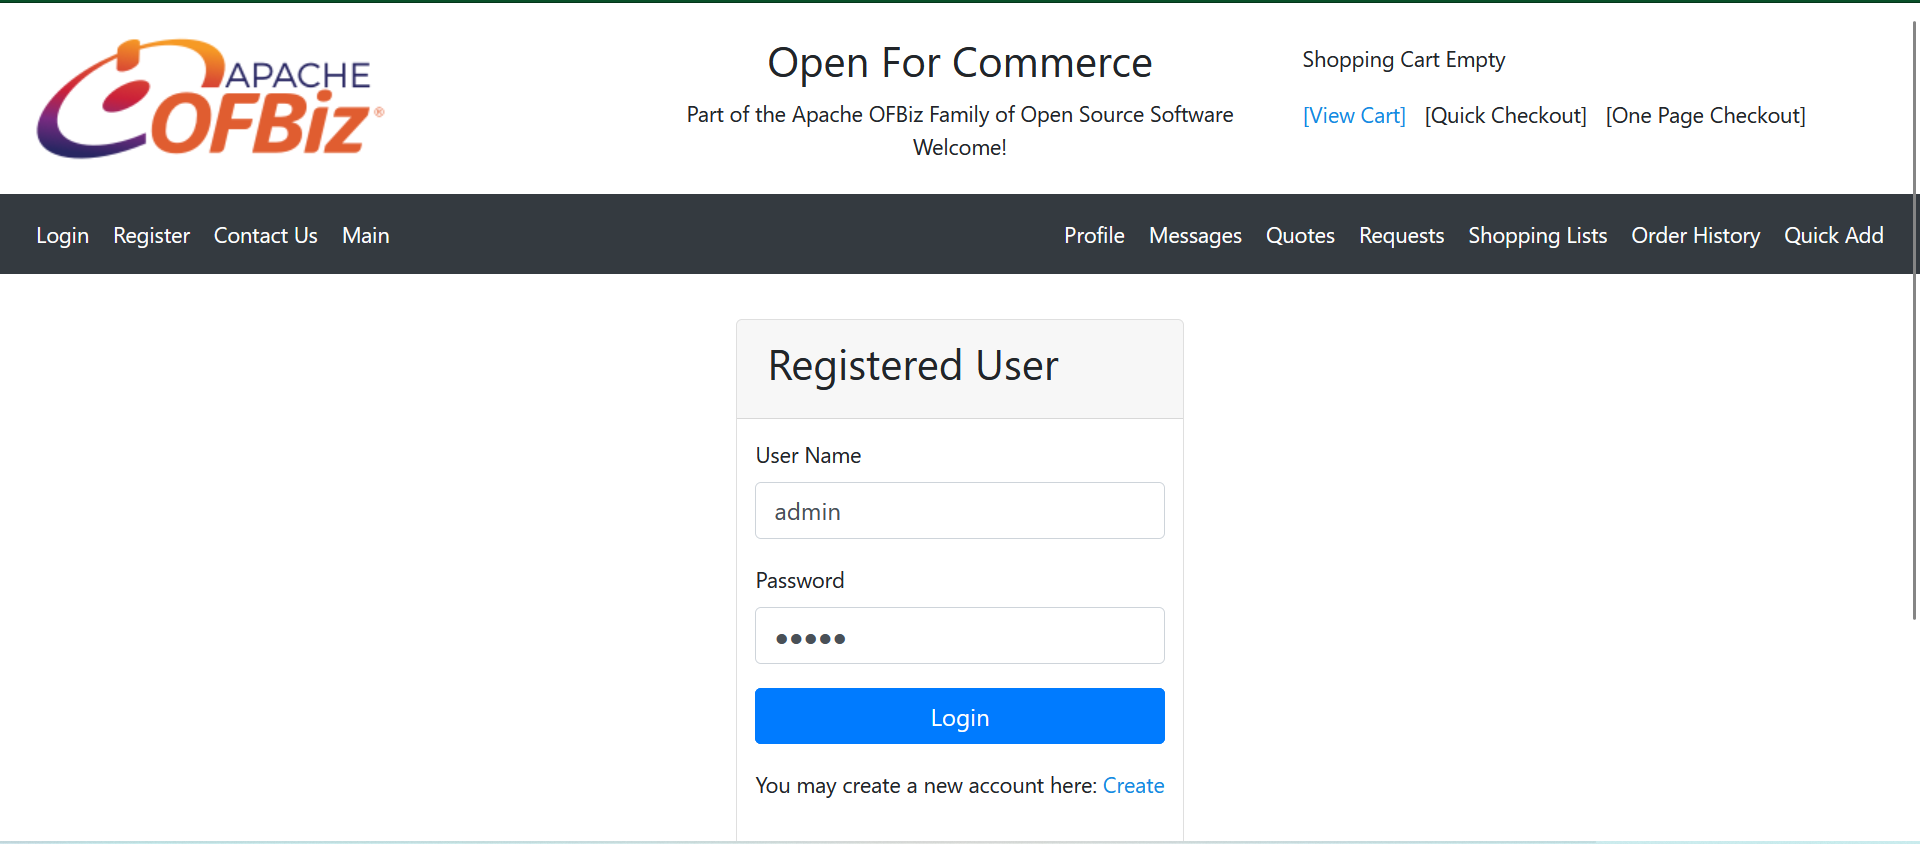 APACHE
OFBiz®
Open For Commerce
Part of the Apache OFBiz Family of Open Source Software
Welcome!
Shopping Cart Empty
[View Cart] [Quick Checkout] [One Page Checkout]
Login Register Contact Us Main Profile Messages Quotes Requests Shopping Lists Order History Quick Add
Registered User
User Name
admin
Password
●●●●●
Login
You may create a new account here: Create